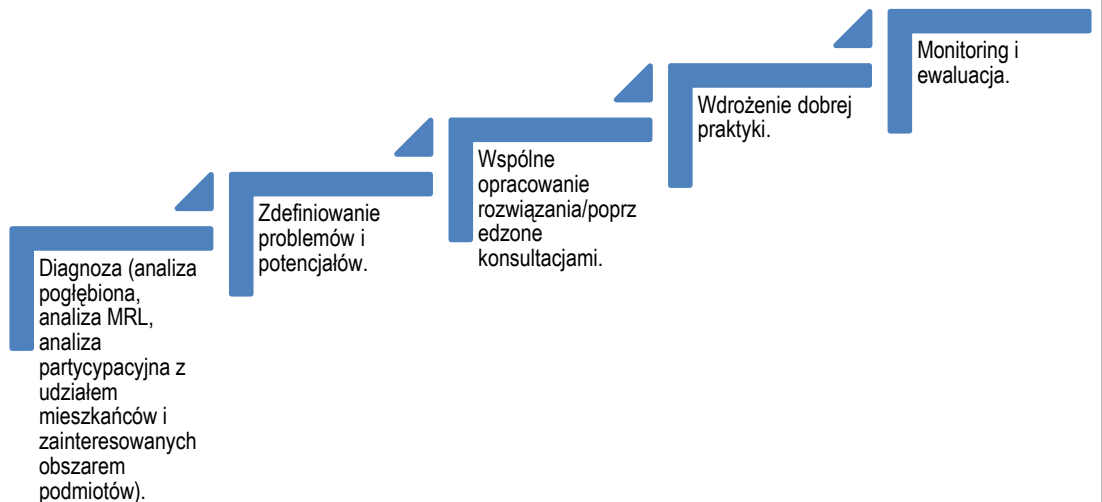 Diagnoza (analiza
pogłębiona,
analiza MRL,
analiza
partycypacyjna z
udziałem
mieszkańców i
zainteresowanych
obszarem
podmiotów).
Zdefiniowanie
problemów i
potencjałów.
Wspólne
opracowanie
rozwiązania/poprz
edzone
konsultacjami.
Wdrożenie dobrej
praktyki.
Monitoring i
ewaluacja.